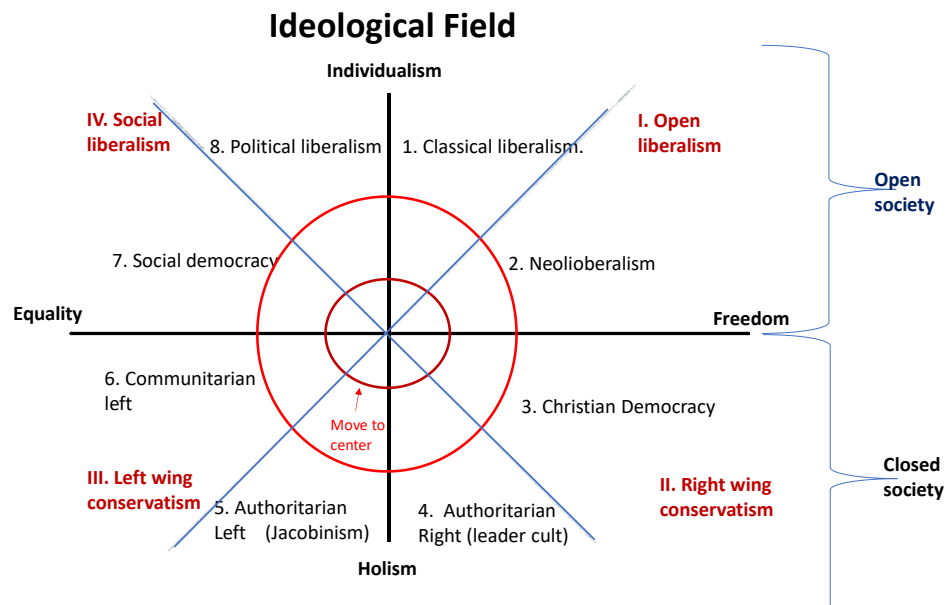 Ideological Field
Individualism
IV. Social
liberalism
8. Political liberalism
1. Classical liberalism.
I. Open
liberalism
Open
society
7. Social democracy
2. Neolioberalism
Equality
Freedom
6. Communitarian
left
3. Christian Democracy
Move to
center
III. Left wing
conservatism
5. Authoritarian
Left (Jacobinism)
4. Authoritarian
Right (leader cult)
II. Right wing
conservatism
Closed
society
Holism